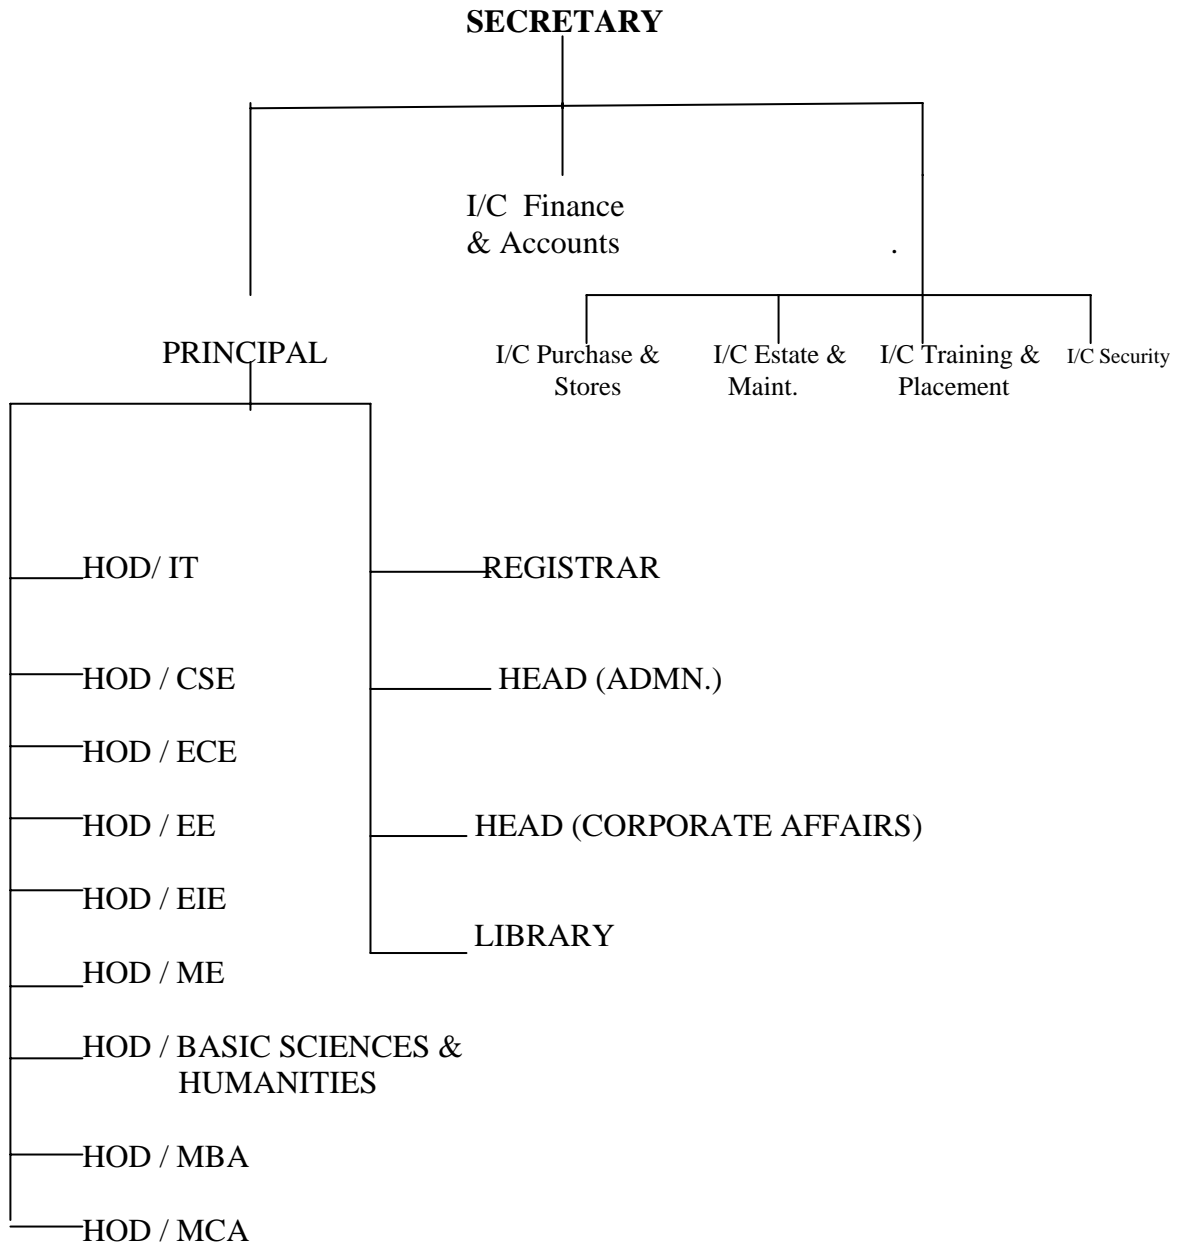 SECRETARY
I/C Finance
& Accounts .
PRINCIPAL
I/C Purchase &
Stores
I/C Estate &
Maint.
I/C Training &
Placement
I/C Security
HOD/ IT
REGISTRAR
HOD / CSE
HEAD (ADMN.)
HOD / ECE
HOD / EE
HEAD (CORPORATE AFFAIRS)
HOD / EIE
LIBRARY
HOD / ME
HOD / BASIC SCIENCES &
HUMANITIES
HOD / MBA
HOD / MCA